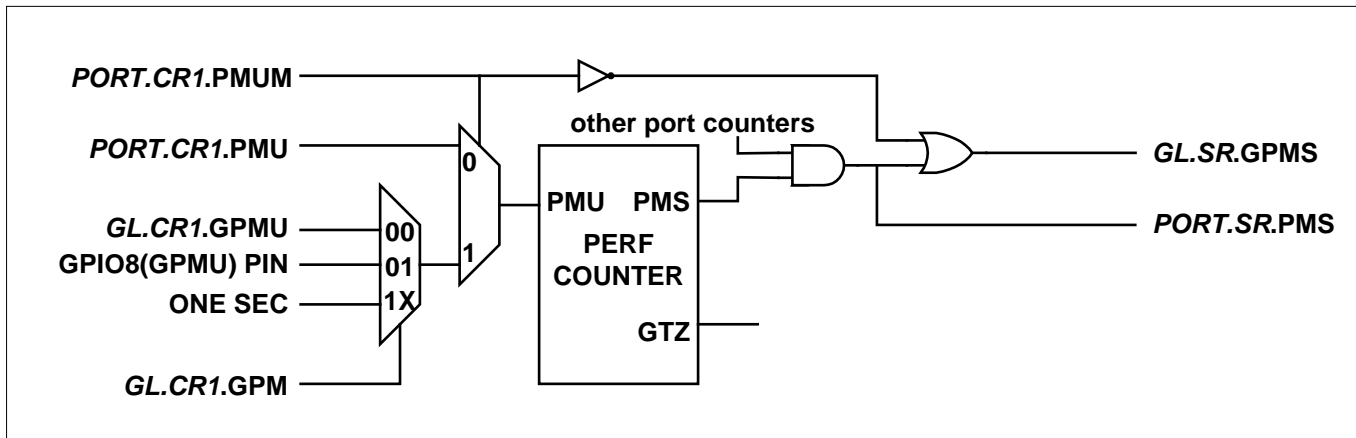 PORT.CR1.PMUM
PORT.CR1.PMU
GL.CR1.GPMU
GPIO8(GPMU) PIN
ONE SEC
GL.CR1.GPM
00
01
1X
0
1
other port counters
PMU PMS
PERF
COUNTER
GTZ
GL.SR.GPMS
PORT.SR.PMS